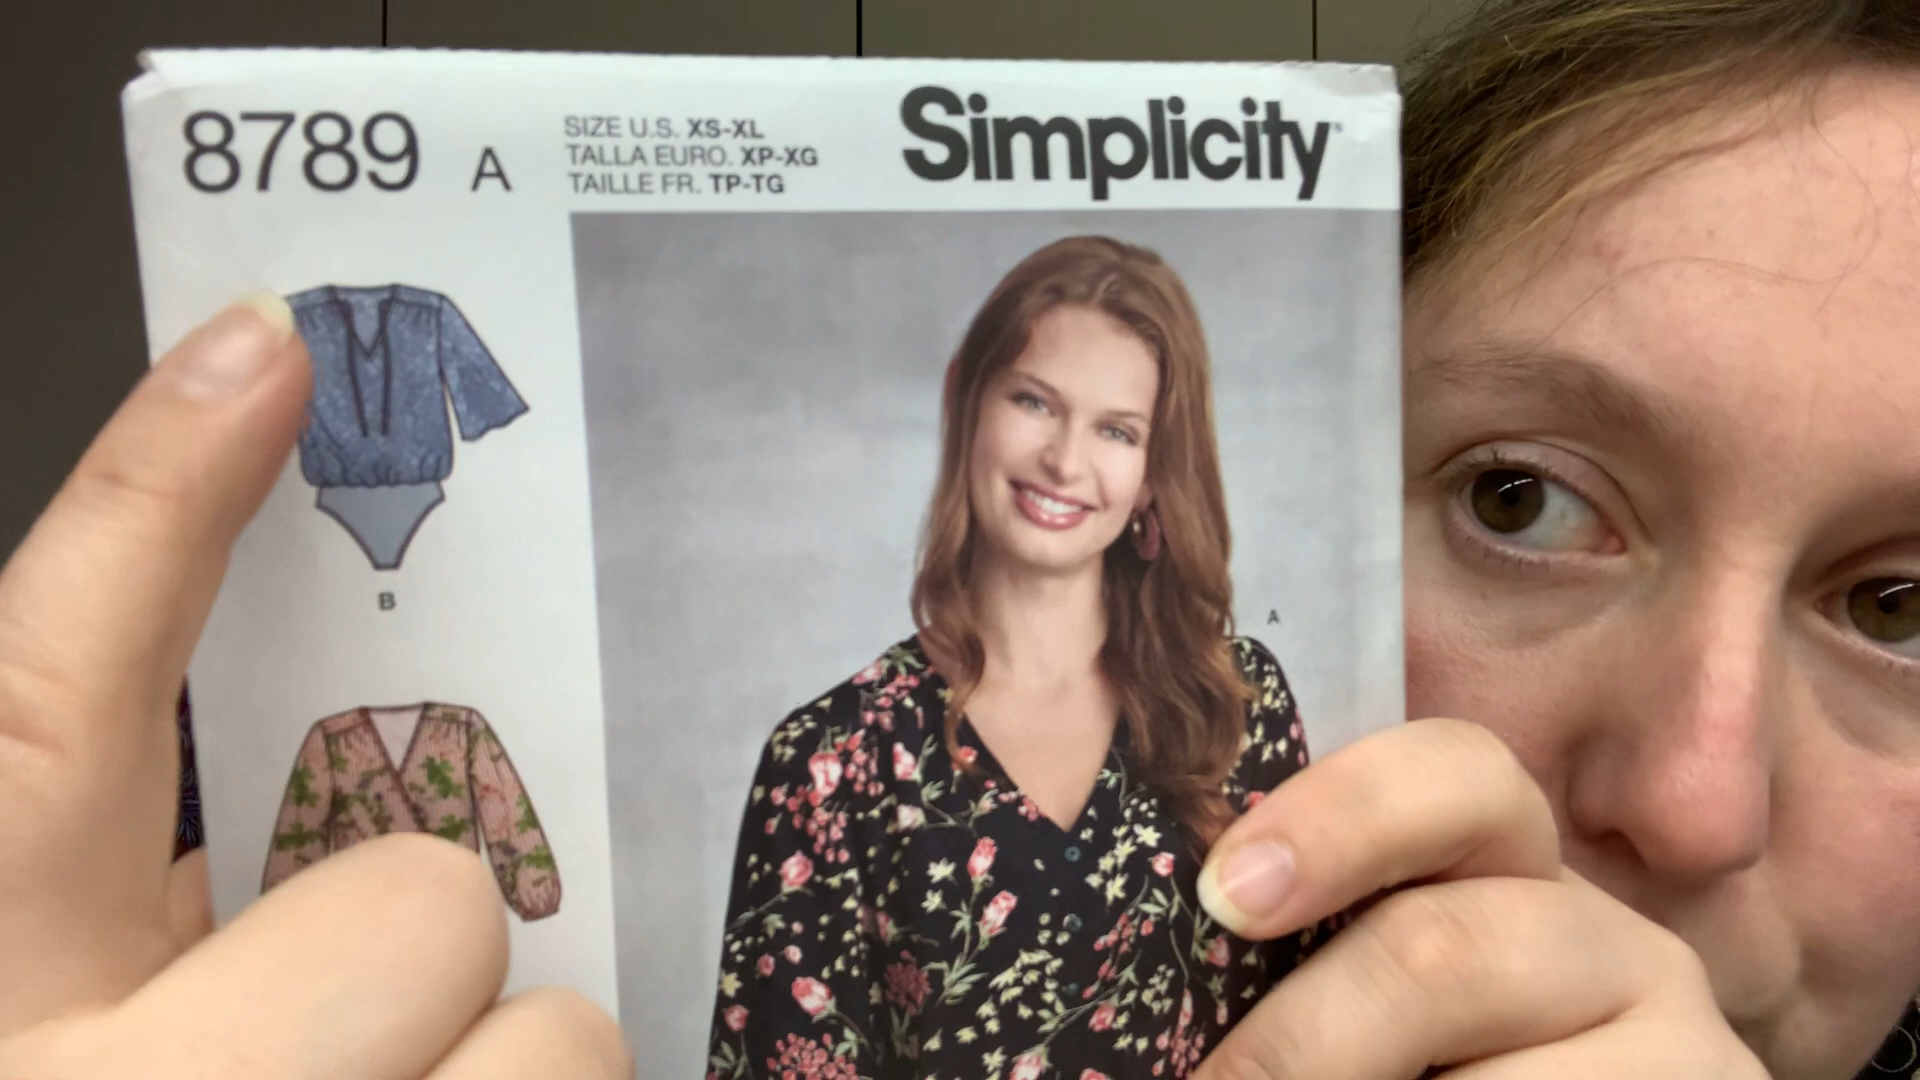 8789 A
SIZE U.S. XS-XL
TALLA EURO. XP-XG
TAILLE FR. TP-TG
Simplicity
B
A